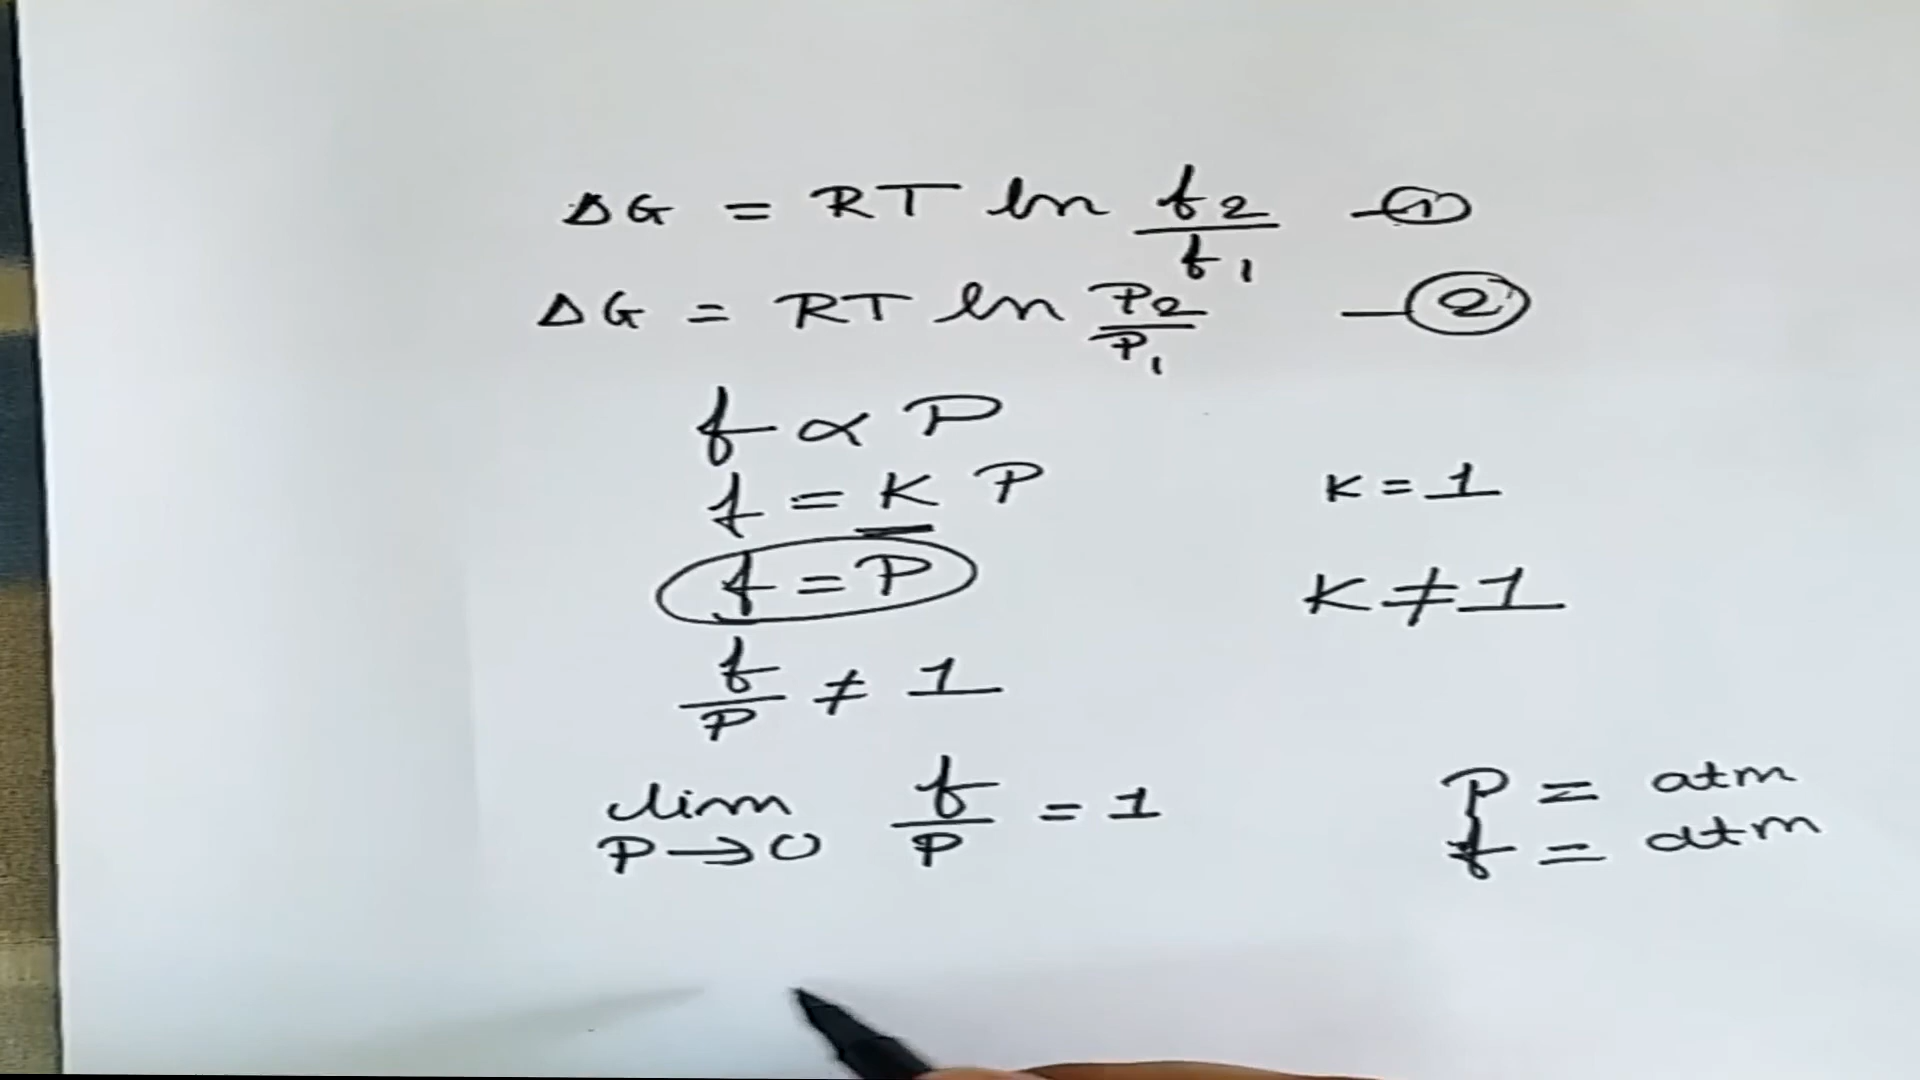 ΔG = RT ln f2/f1 —①
ΔG = RT ln P2/P1 —②
f ∝ P
f = K P K = 1
f = P K ≠ 1
f/P ≠ 1
lim P→0 f/P = 1 P = atm
f = atm